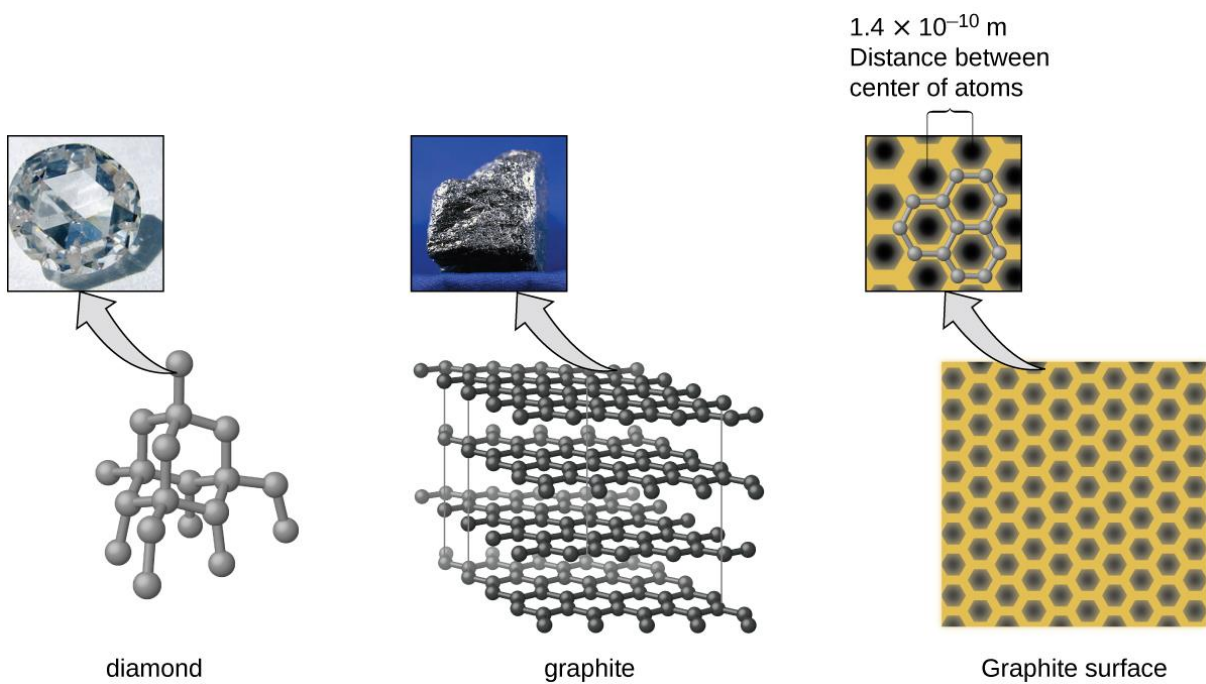 1.4 × 10⁻¹⁰ m
Distance between
center of atoms
diamond
graphite
Graphite surface